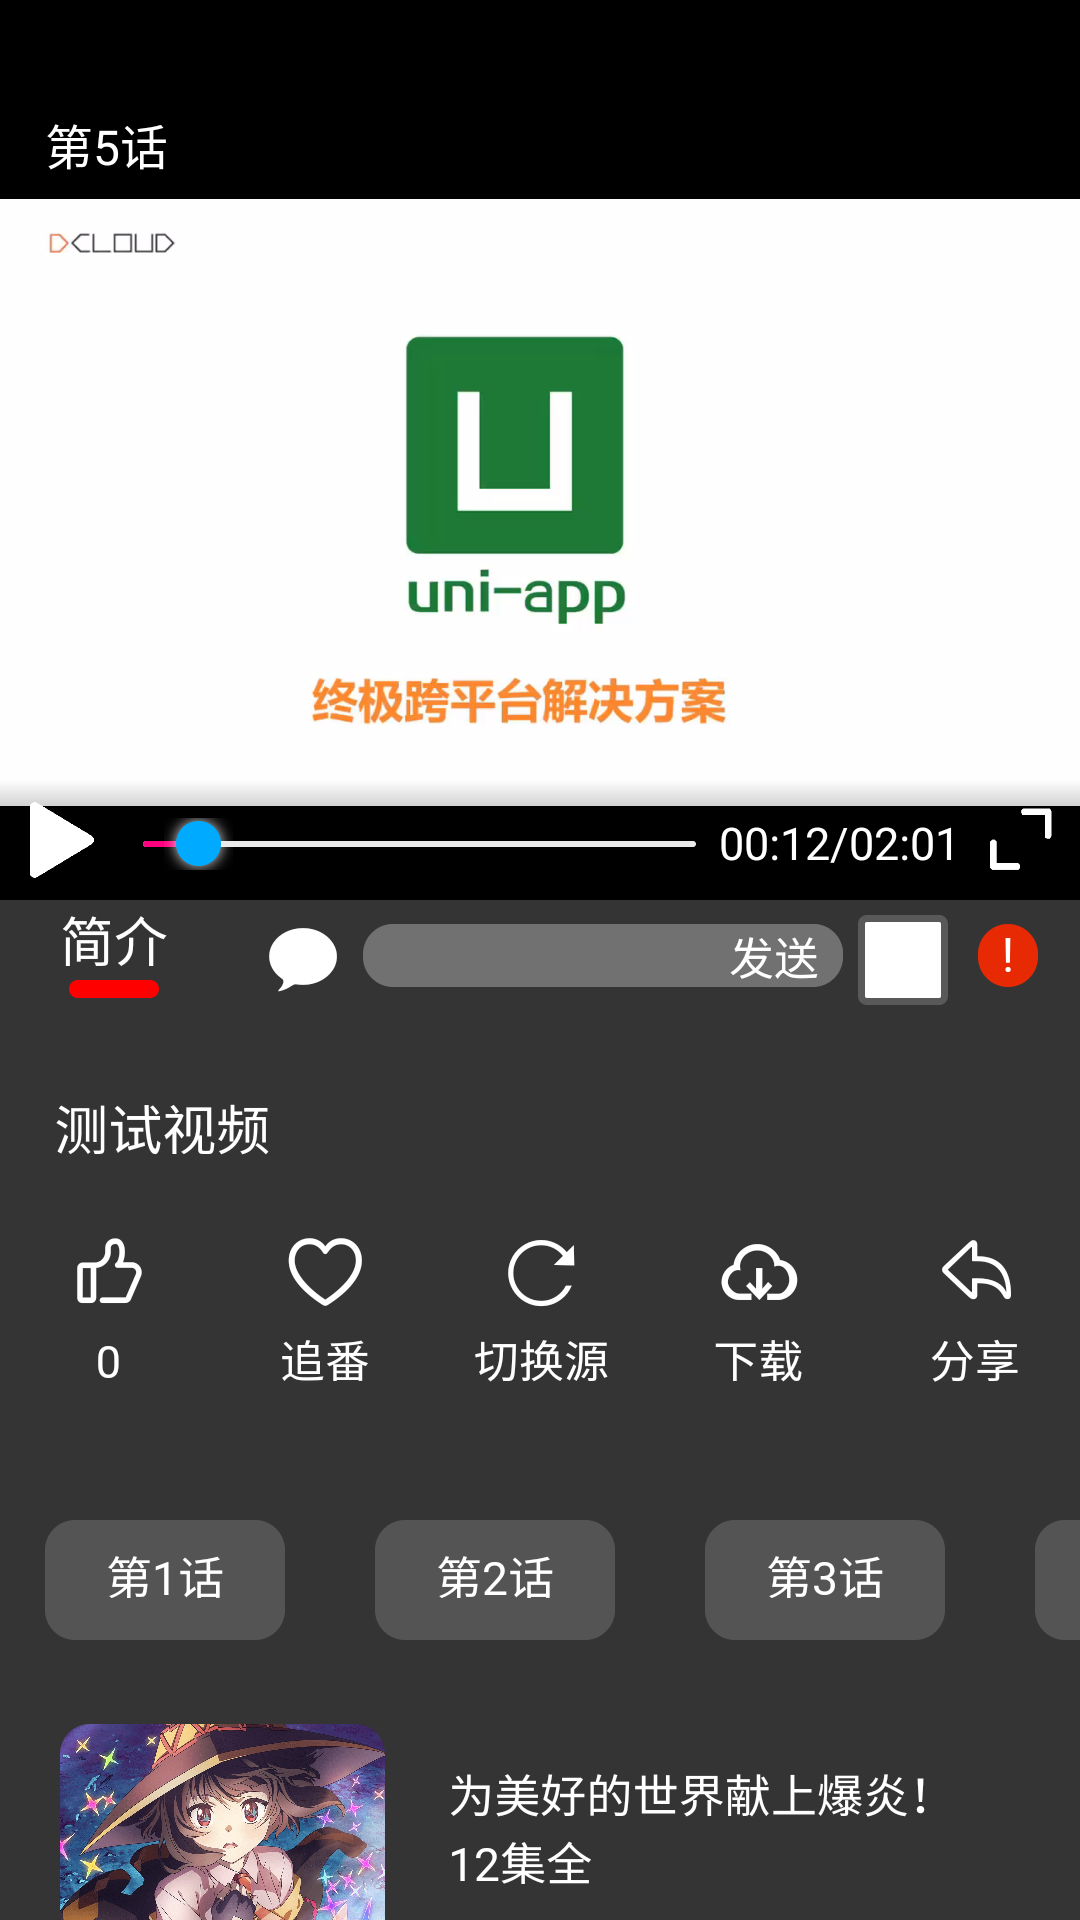 第5话
DCLOUD
uni-app
终极跨平台解决方案
00:12/02:01
简介
发送
!
测试视频
0
追番
切换源
下载
分享
第1话
第2话
第3话
为美好的世界献上爆炎！
12集全